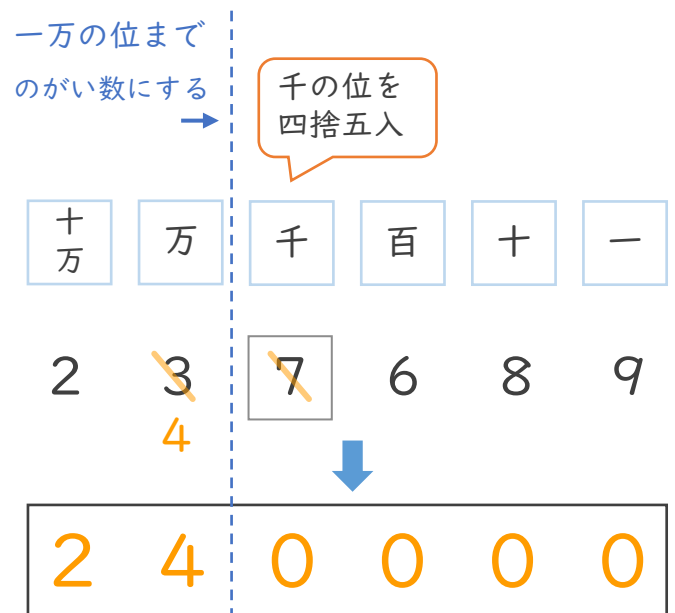 一万の位まで
のがい数にする
千の位を
四捨五入
十万 万 千 百 十 一
2 3 7 6 8 9
4
2 4 0 0 0 0